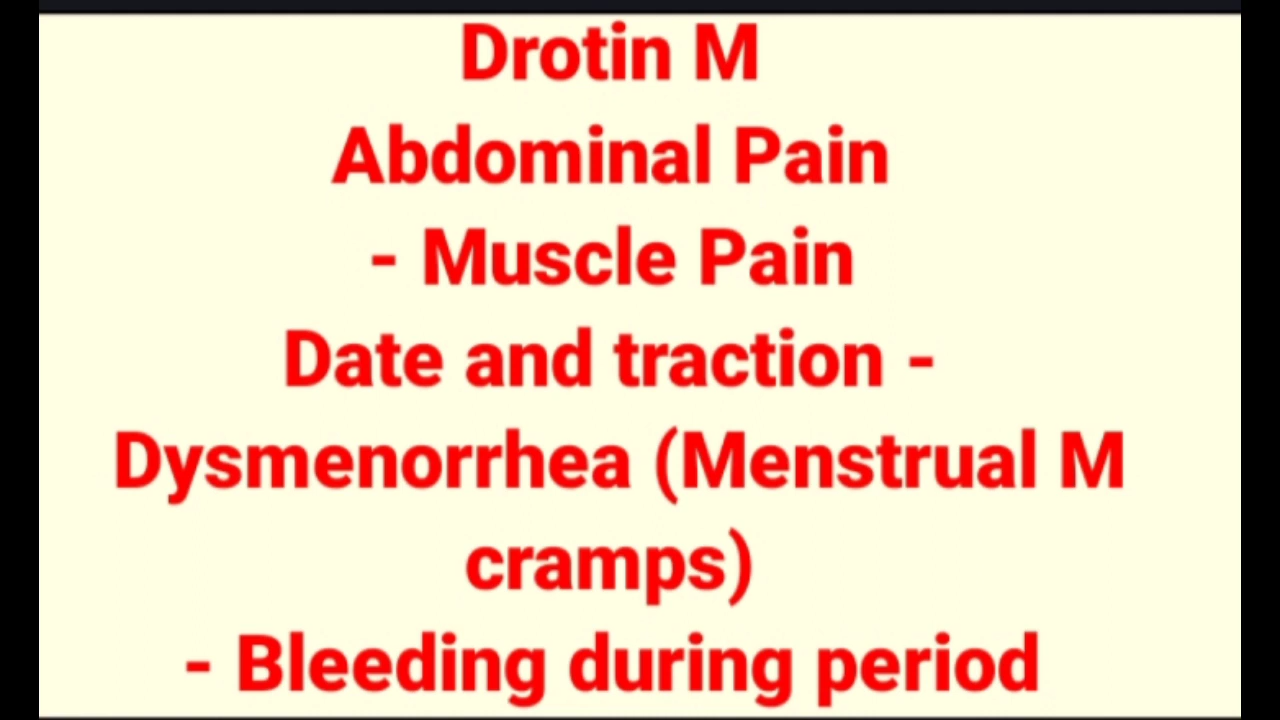 Drotin M
Abdominal Pain
- Muscle Pain
Date and traction -
Dysmenorrhea (Menstrual M
cramps)
- Bleeding during period